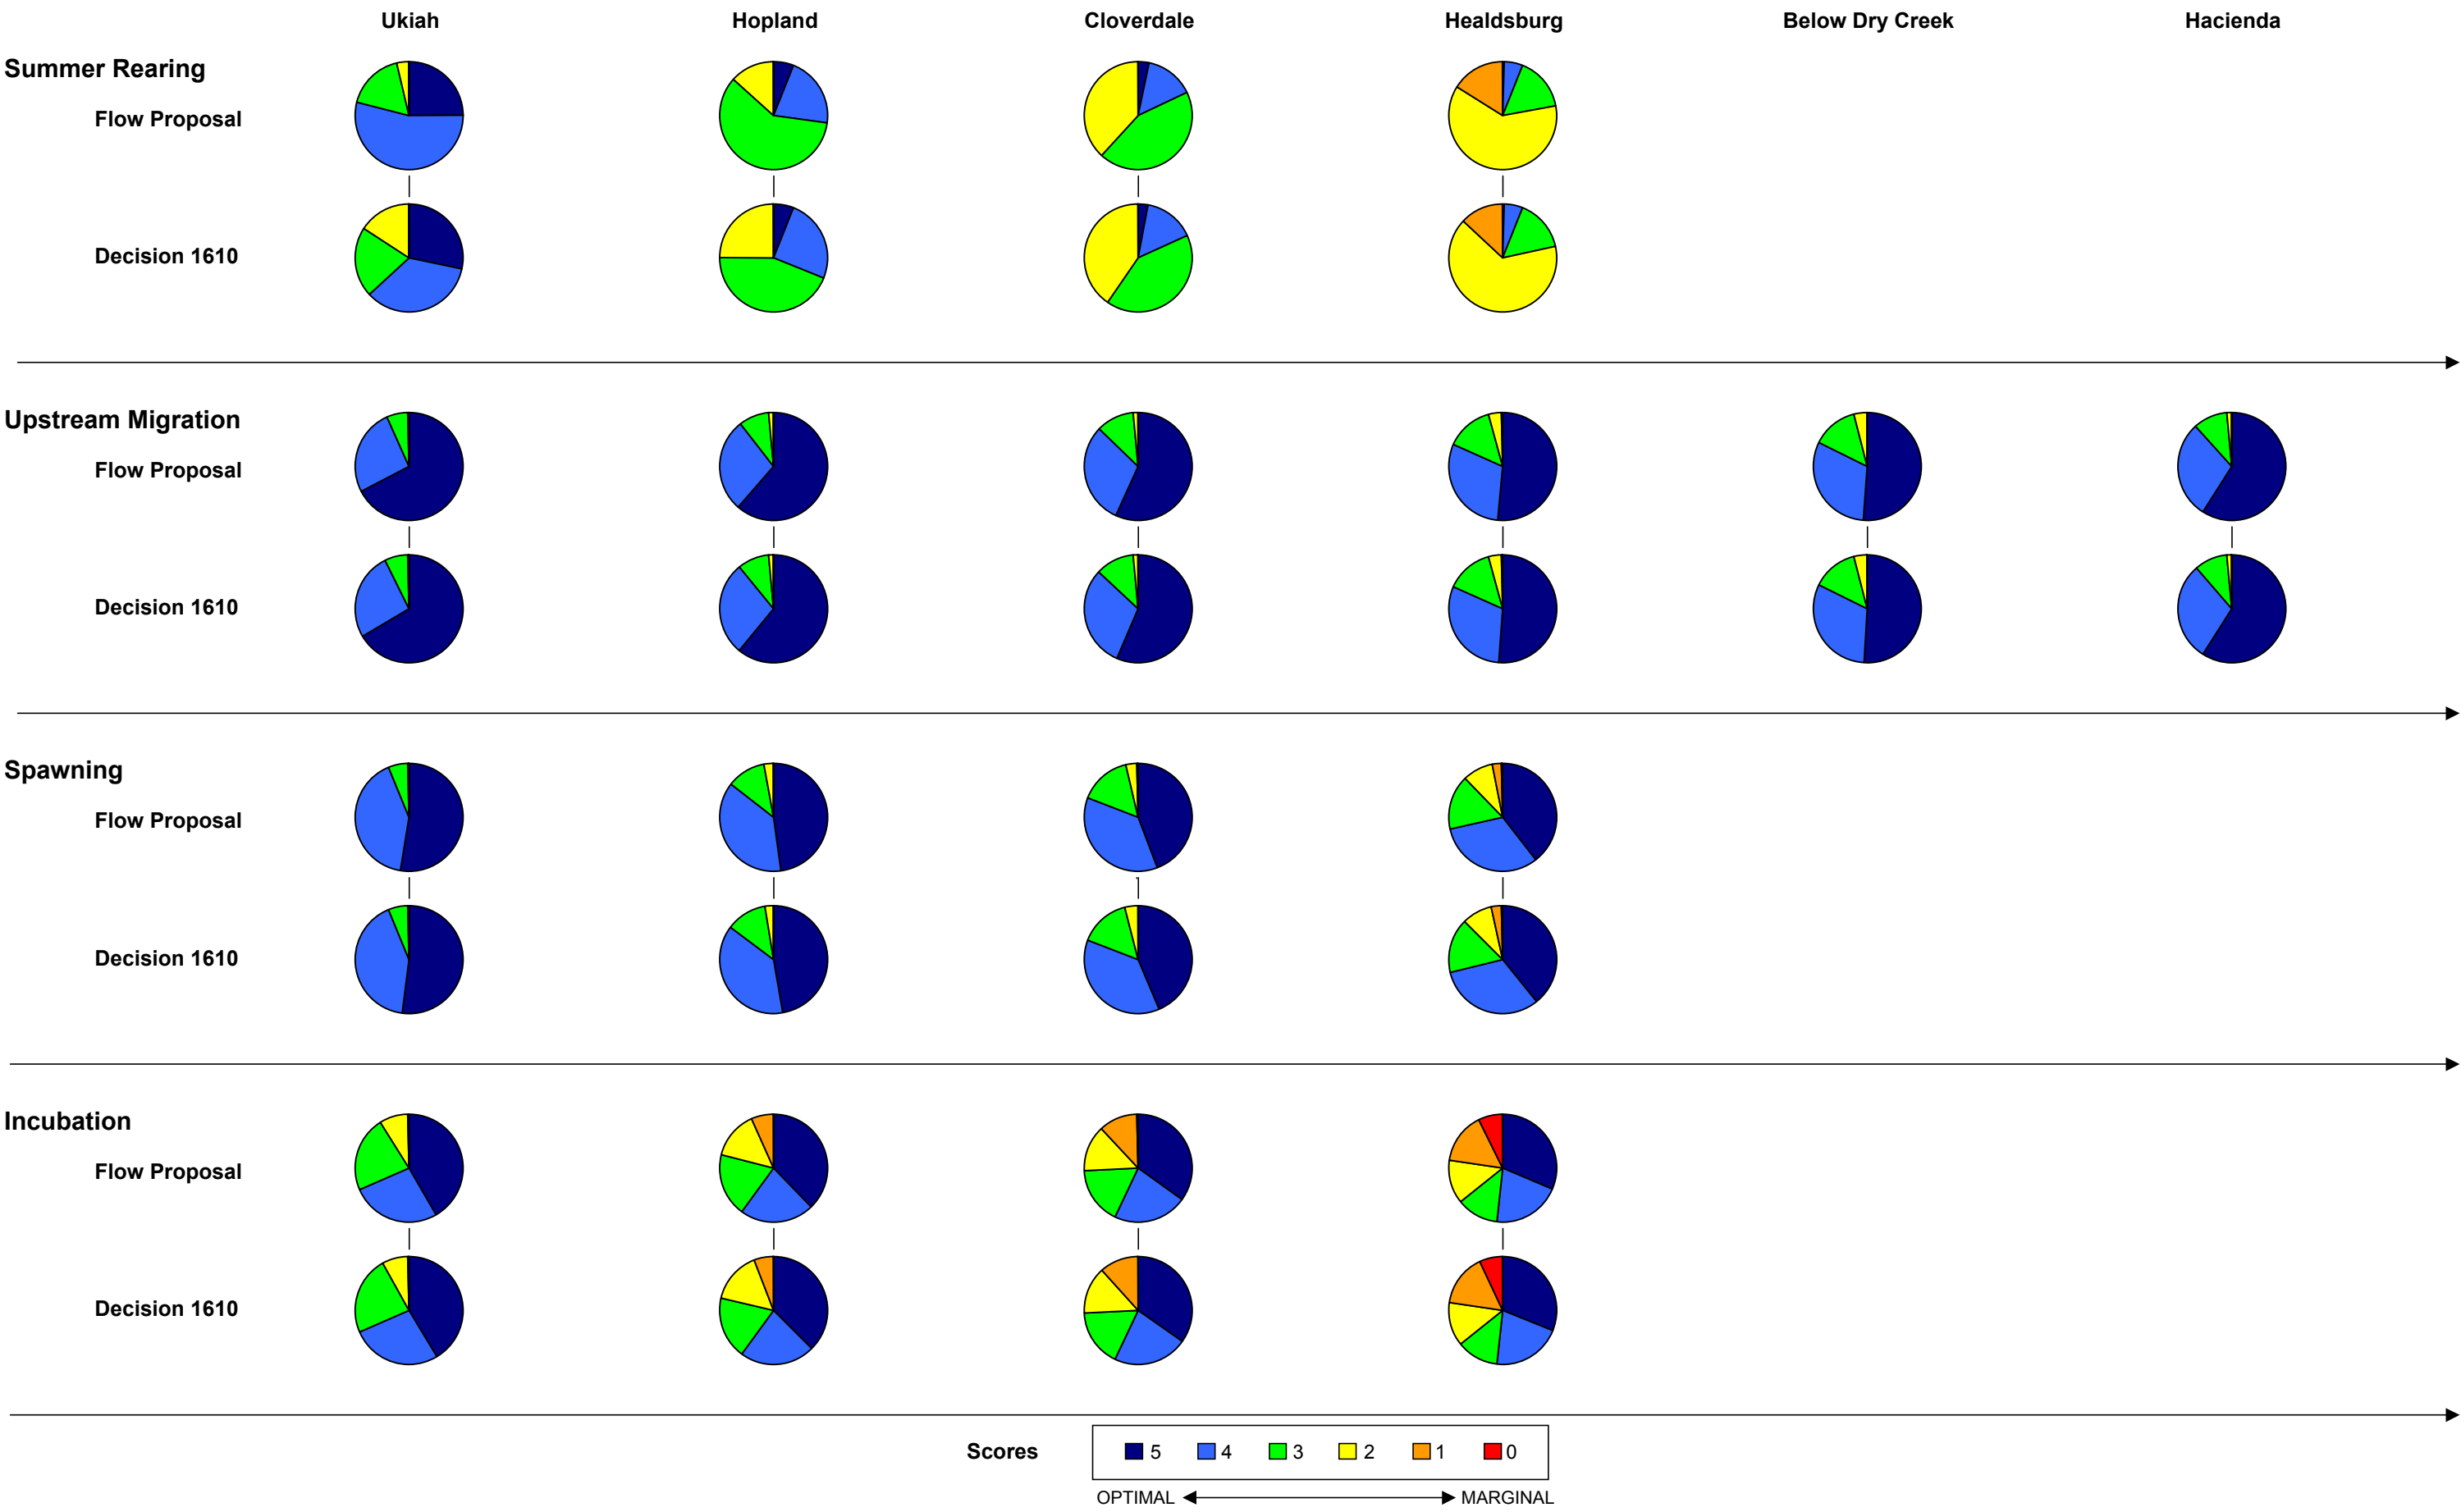 Ukiah Hopland Cloverdale Healdsburg Below Dry Creek Hacienda
Summer Rearing
Flow Proposal
Decision 1610
Upstream Migration
Flow Proposal
Decision 1610
Spawning
Flow Proposal
Decision 1610
Incubation
Flow Proposal
Decision 1610
Scores 5 4 3 2 1 0
OPTIMAL MARGINAL